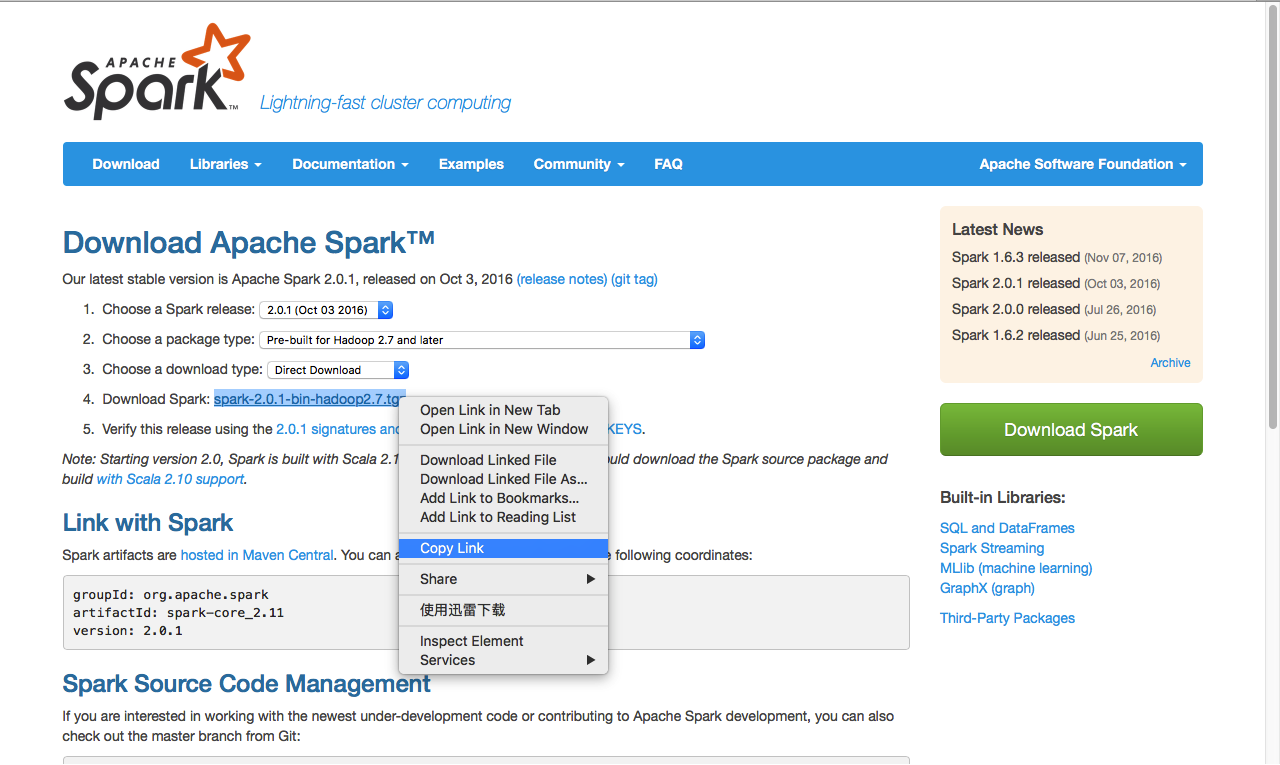 APACHE
Spark™
Lightning-fast cluster computing
Download Libraries Documentation Examples Community FAQ Apache Software Foundation
Download Apache Spark™
Our latest stable version is Apache Spark 2.0.1, released on Oct 3, 2016 (release notes) (git tag)
1. Choose a Spark release: 2.0.1 (Oct 03 2016)
2. Choose a package type: Pre-built for Hadoop 2.7 and later
3. Choose a download type: Direct Download
4. Download Spark: spark-2.0.1-bin-hadoop2.7.tgz
5. Verify this release using the 2.0.1 signatures and KEYS.
Note: Starting version 2.0, Spark is built with Scala 2.1 download the Spark source package and
build with Scala 2.10 support.
Link with Spark
Spark artifacts are hosted in Maven Central. You can following coordinates:
groupId: org.apache.spark
artifactId: spark-core_2.11
version: 2.0.1
Spark Source Code Management
If you are interested in working with the newest under-development code or contributing to Apache Spark development, you can also
check out the master branch from Git:
Open Link in New Tab
Open Link in New Window
Download Linked File
Download Linked File As...
Add Link to Bookmarks...
Add Link to Reading List
Copy Link
Share
使用迅雷下载
Inspect Element
Services
Latest News
Spark 1.6.3 released (Nov 07, 2016)
Spark 2.0.1 released (Oct 03, 2016)
Spark 2.0.0 released (Jul 26, 2016)
Spark 1.6.2 released (Jun 25, 2016)
Archive
Download Spark
Built-in Libraries:
SQL and DataFrames
Spark Streaming
MLlib (machine learning)
GraphX (graph)
Third-Party Packages